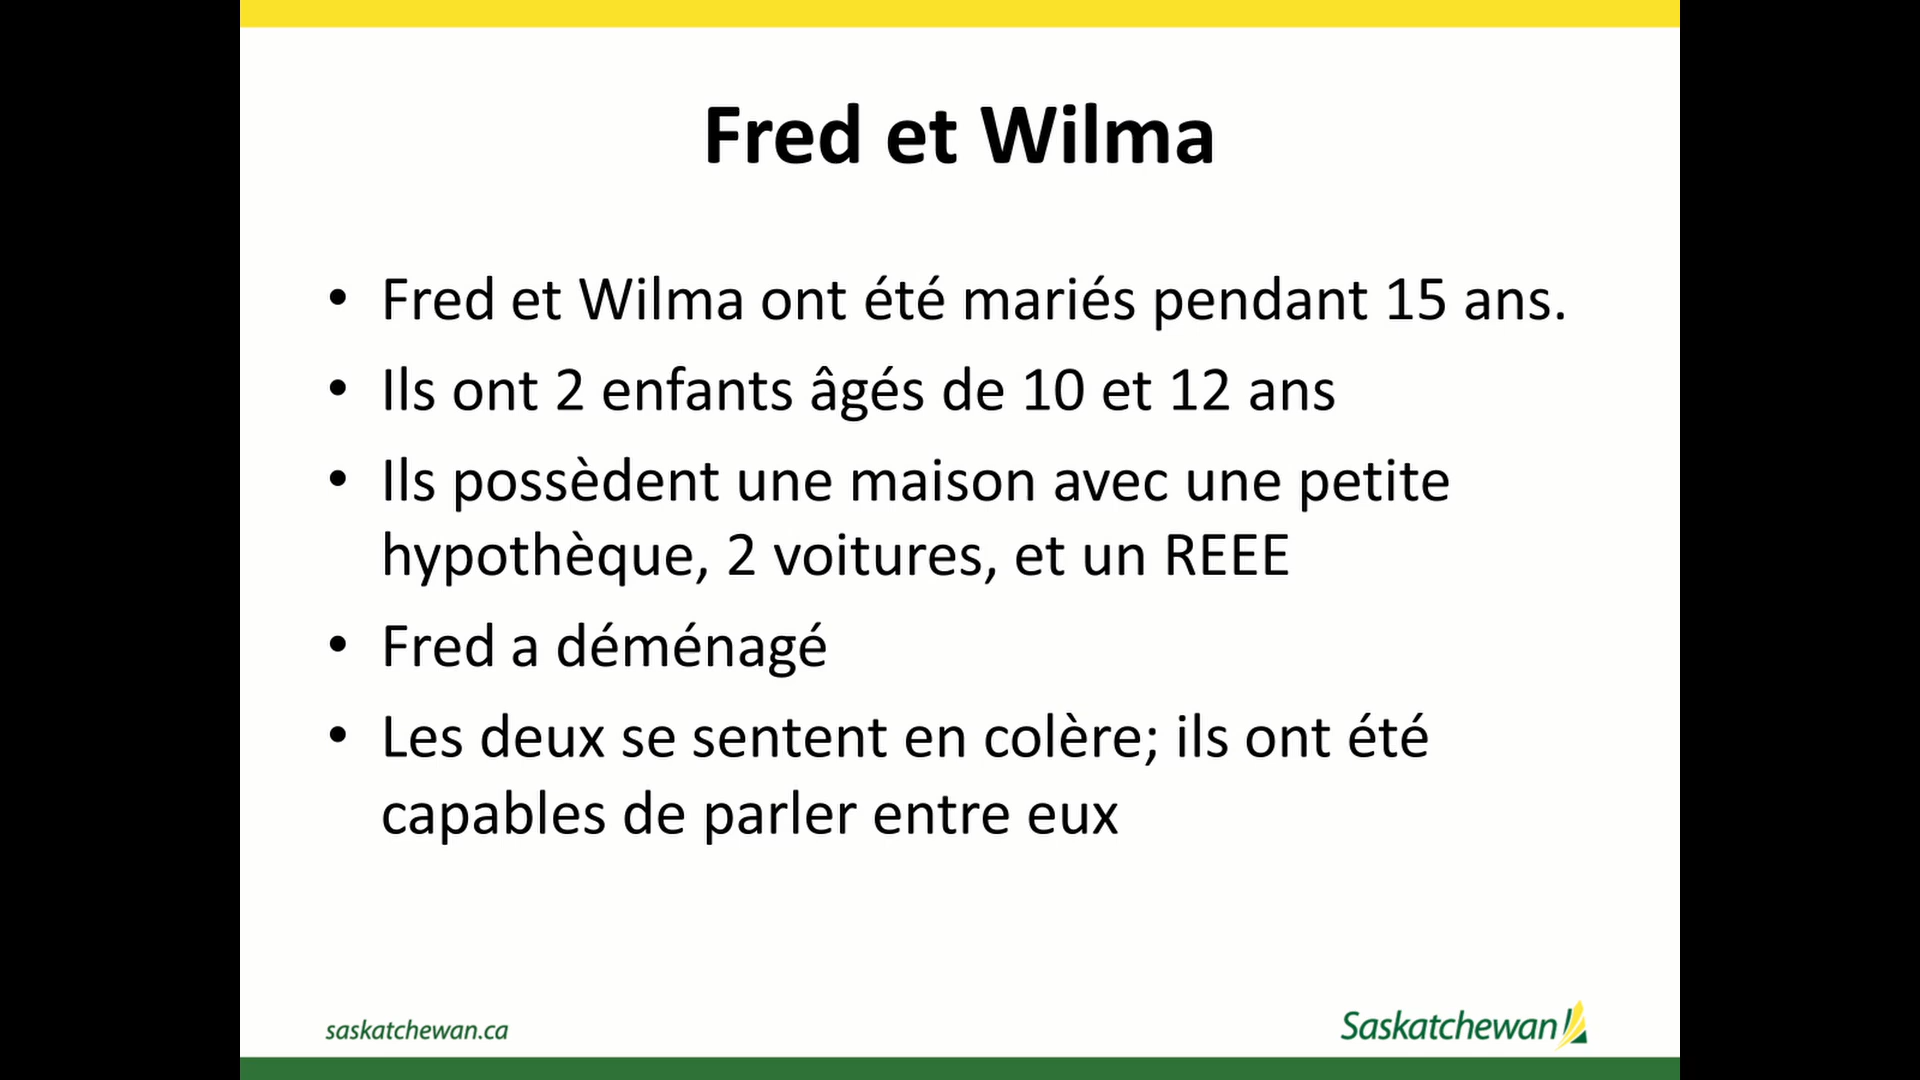 Fred et Wilma
• Fred et Wilma ont été mariés pendant 15 ans.
• Ils ont 2 enfants âgés de 10 et 12 ans
• Ils possèdent une maison avec une petite
hypothèque, 2 voitures, et un REEE
• Fred a déménagé
• Les deux se sentent en colère; ils ont été
capables de parler entre eux
saskatchewan.ca
Saskatchewan